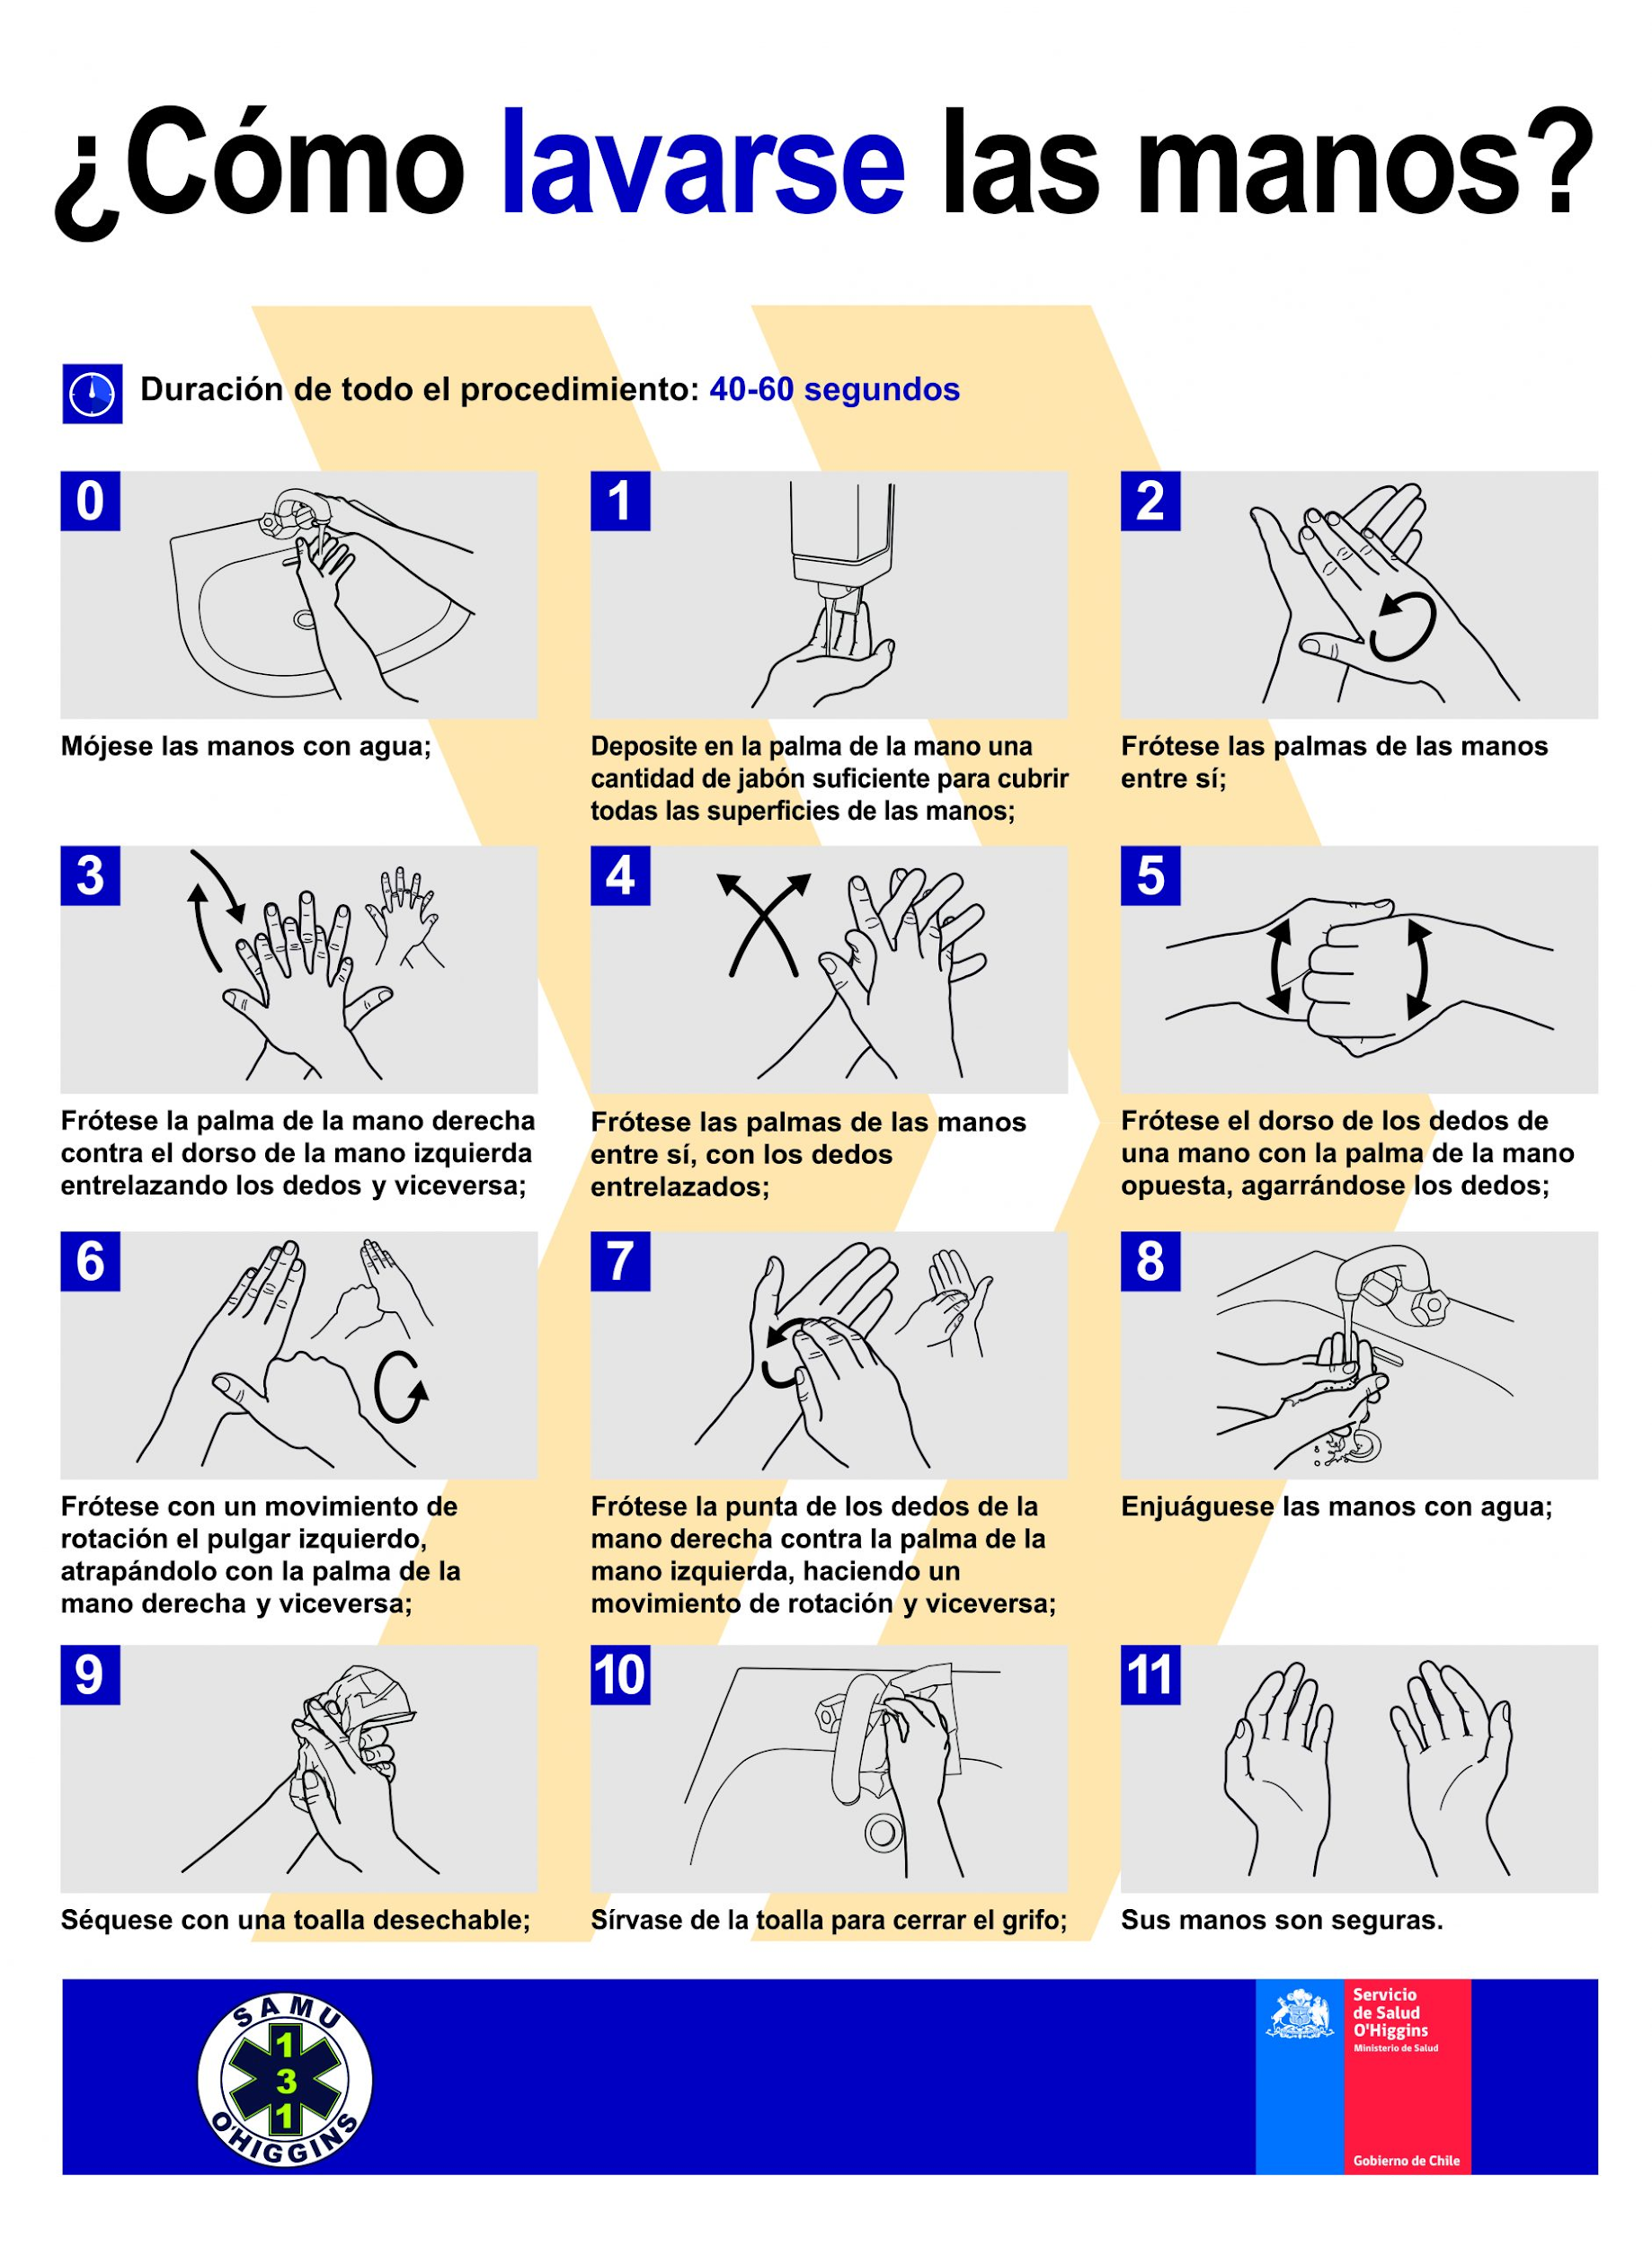 ¿Cómo lavarse las manos?
Duración de todo el procedimiento: 40-60 segundos
0
Mójese las manos con agua;
1
Deposite en la palma de la mano una
cantidad de jabón suficiente para cubrir
todas las superficies de las manos;
2
Frótese las palmas de las manos
entre sí;
3
Frótese la palma de la mano derecha
contra el dorso de la mano izquierda
entrelazando los dedos y viceversa;
4
Frótese las palmas de las manos
entre sí, con los dedos
entrelazados;
5
Frótese el dorso de los dedos de
una mano con la palma de la mano
opuesta, agarrándose los dedos;
6
Frótese con un movimiento de
rotación el pulgar izquierdo,
atrapándolo con la palma de la
mano derecha y viceversa;
7
Frótese la punta de los dedos de la
mano derecha contra la palma de la
mano izquierda, haciendo un
movimiento de rotación y viceversa;
8
Enjuáguese las manos con agua;
9
Séquese con una toalla desechable;
10
Sírvase de la toalla para cerrar el grifo;
11
Sus manos son seguras.
SAMU
1
3
1
O'HIGGINS
Servicio
de Salud
O'Higgins
Ministerio de Salud
Gobierno de Chile